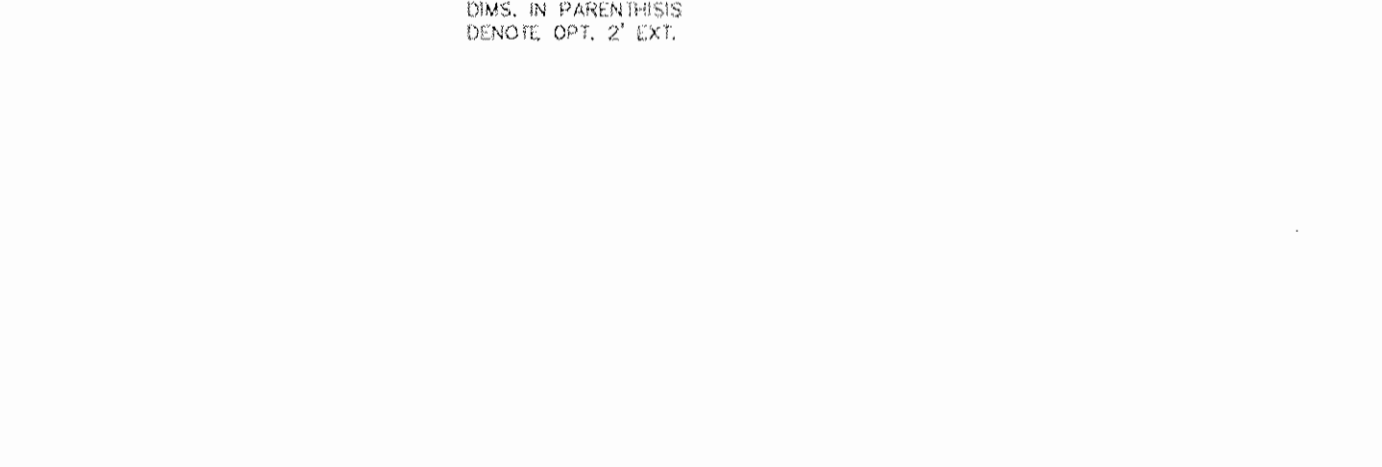 DIMS. IN PARENTHISIS
DENOTE OPT. 2' EXT.